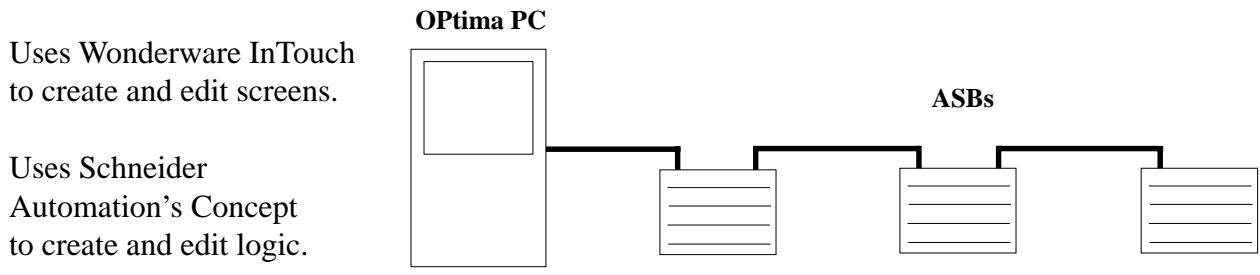 OPtima PC
Uses Wonderware InTouch
to create and edit screens.
ASBs
Uses Schneider
Automation's Concept
to create and edit logic.